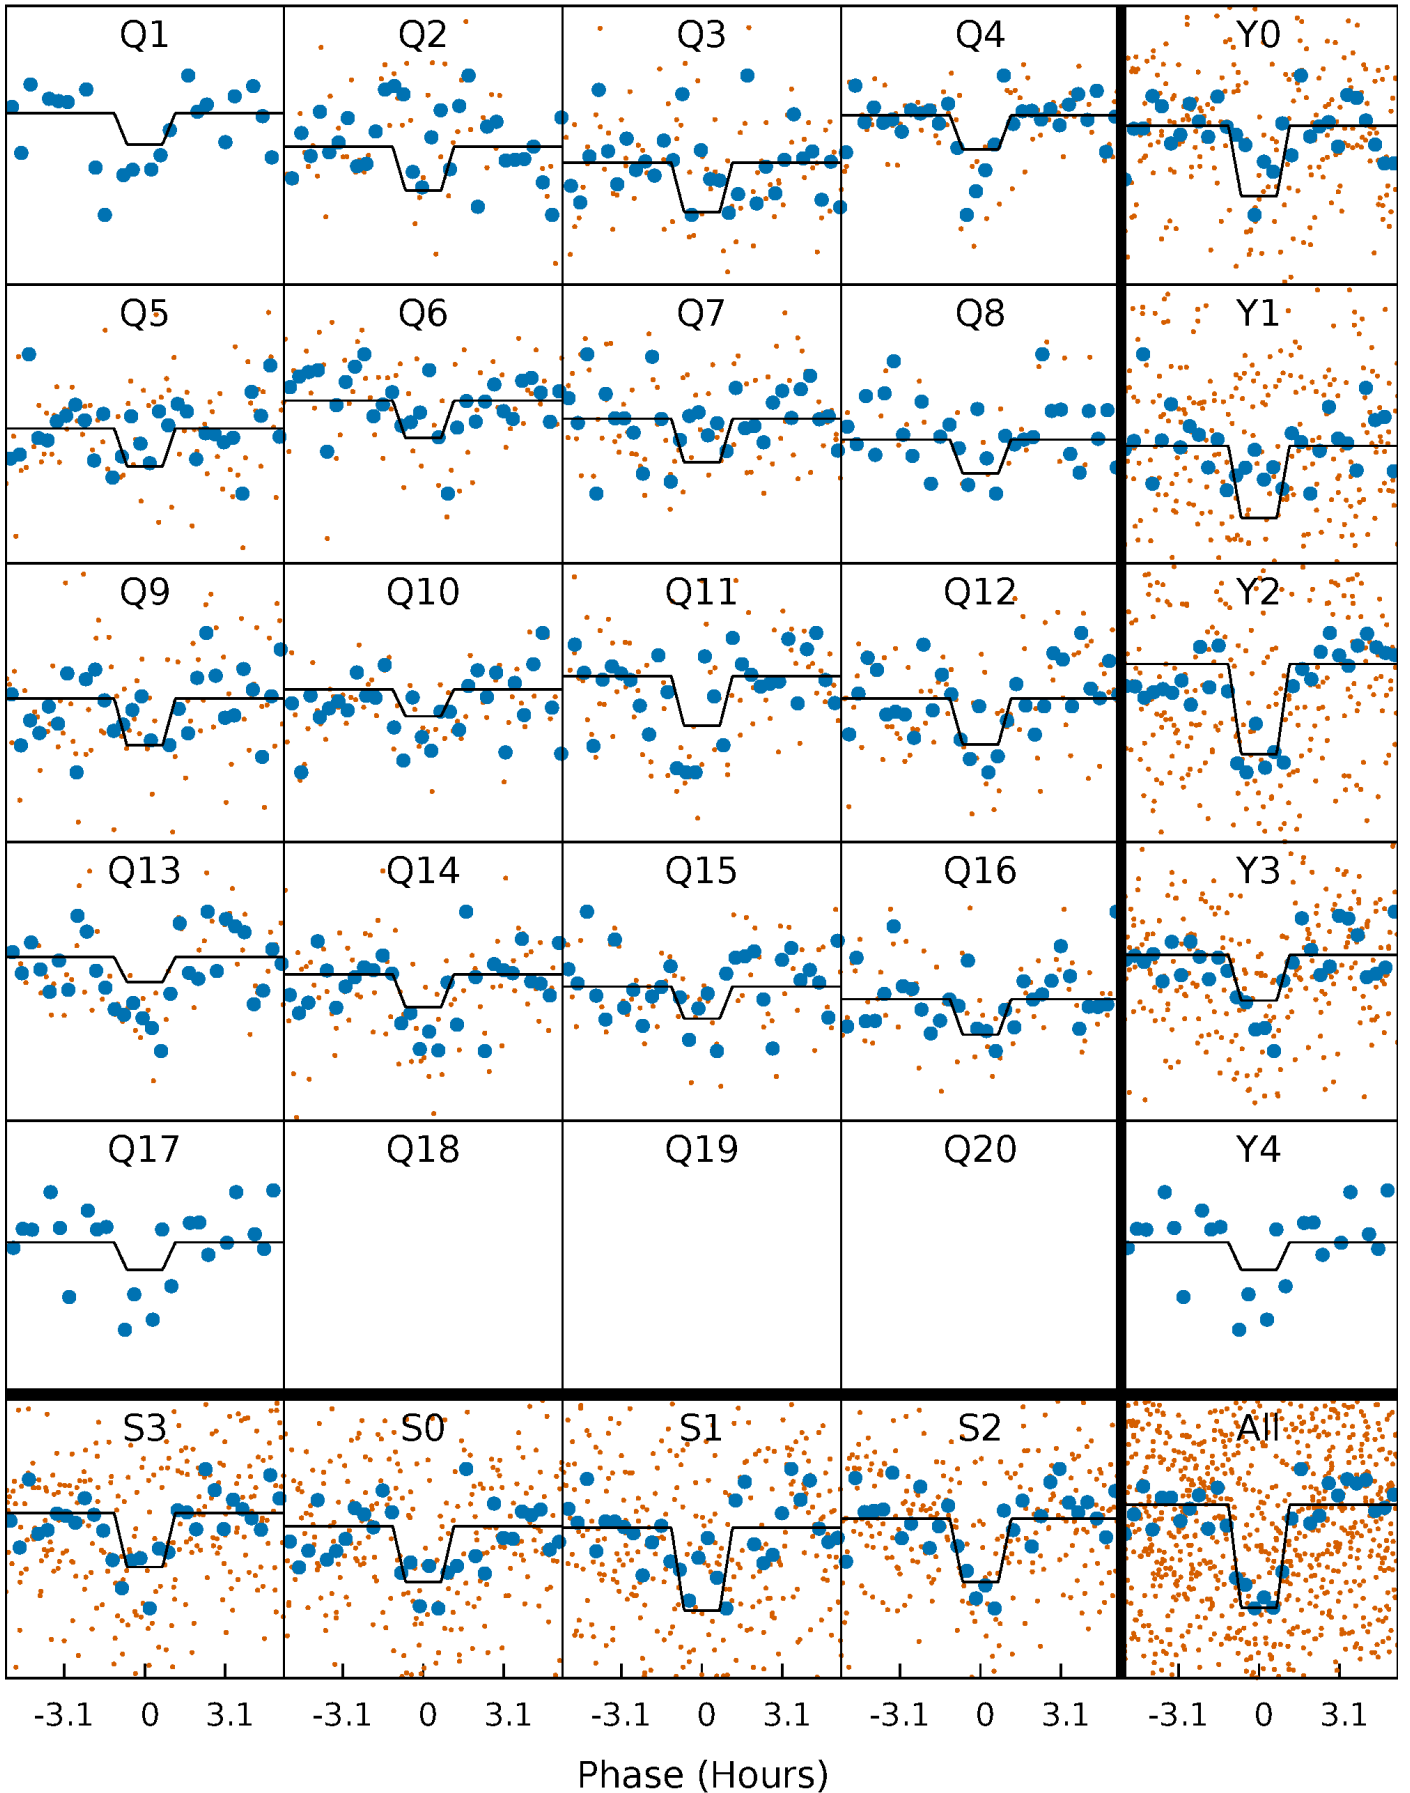 Q1 Q2 Q3 Q4 Y0
Q5 Q6 Q7 Q8 Y1
Q9 Q10 Q11 Q12 Y2
Q13 Q14 Q15 Q16 Y3
Q17 Q18 Q19 Q20 Y4
S3 S0 S1 S2 All
-3.1 0 3.1 -3.1 0 3.1 -3.1 0 3.1 -3.1 0 3.1 -3.1 0 3.1
Phase (Hours)